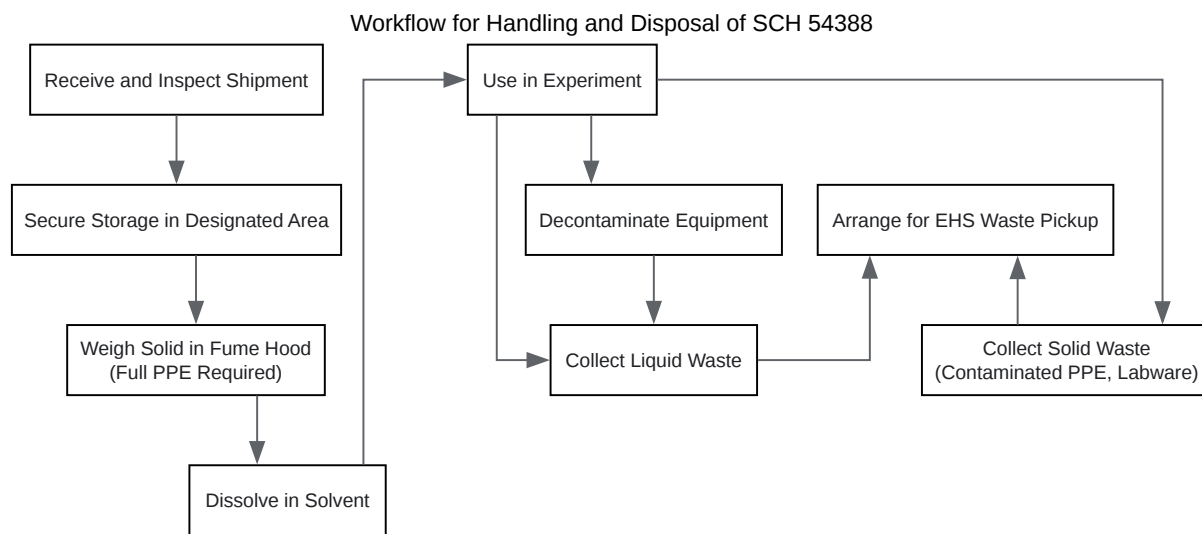 Workflow for Handling and Disposal of SCH 54388
Receive and Inspect Shipment
Secure Storage in Designated Area
Weigh Solid in Fume Hood
(Full PPE Required)
Dissolve in Solvent
Use in Experiment
Decontaminate Equipment
Collect Liquid Waste
Arrange for EHS Waste Pickup
Collect Solid Waste
(Contaminated PPE, Labware)